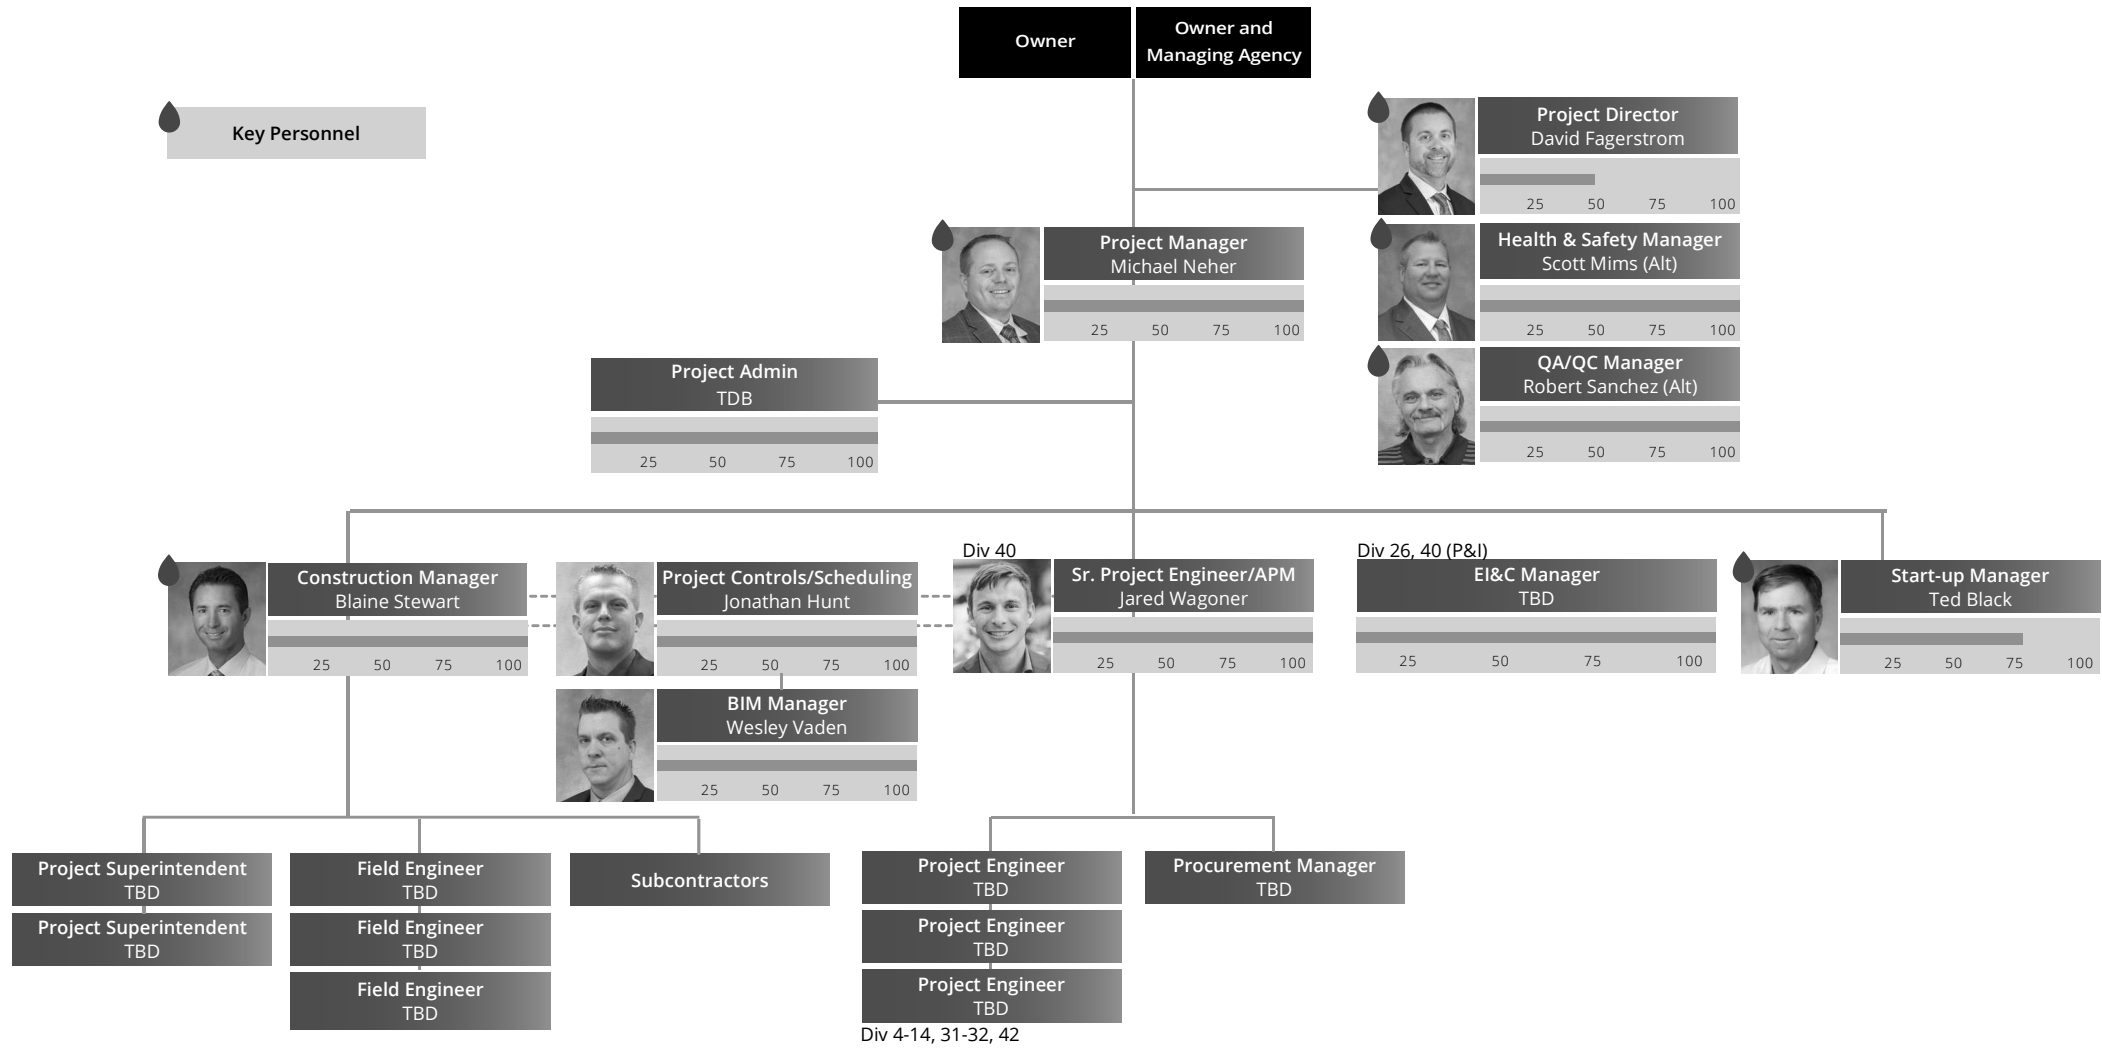 Owner
Owner and
Managing Agency
Key Personnel
Project Director
David Fagerstrom
25 50 75 100
Project Manager
Michael Neher
25 50 75 100
Health & Safety Manager
Scott Mims (Alt)
25 50 75 100
Project Admin
TDB
25 50 75 100
QA/QC Manager
Robert Sanchez (Alt)
25 50 75 100
Construction Manager
Blaine Stewart
25 50 75 100
Project Controls/Scheduling
Jonathan Hunt
25 50 75 100
Div 40
Sr. Project Engineer/APM
Jared Wagoner
25 50 75 100
Div 26, 40 (P&I)
EI&C Manager
TBD
25 50 75 100
Start-up Manager
Ted Black
25 50 75 100
BIM Manager
Wesley Vaden
25 50 75 100
Project Superintendent
TBD
Project Superintendent
TBD
Field Engineer
TBD
Field Engineer
TBD
Field Engineer
TBD
Subcontractors
Project Engineer
TBD
Project Engineer
TBD
Project Engineer
TBD
Div 4-14, 31-32, 42
Procurement Manager
TBD